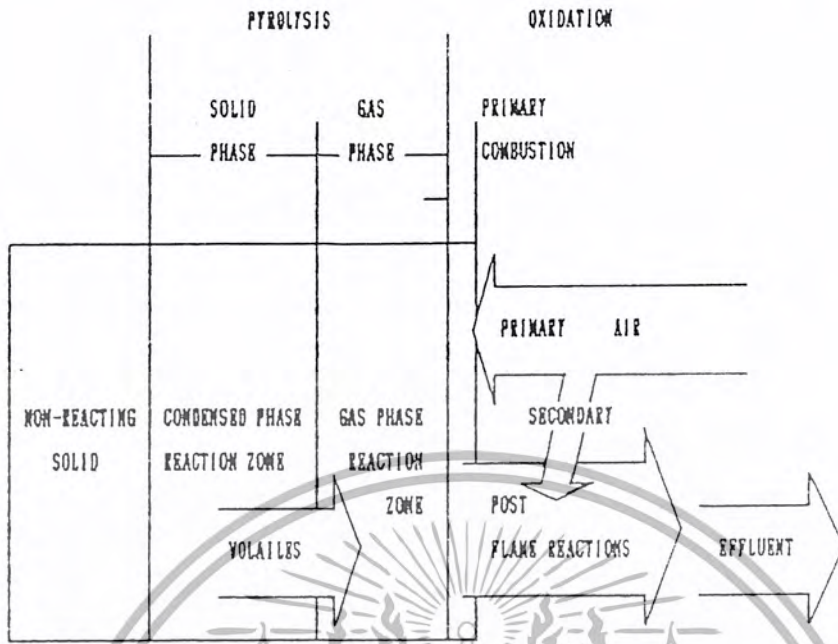 PYROLYSIS OXIDATION
SOLID GAS PRIMARY
PHASE PHASE COMBUSTION
PRIMARY AIR
NON-REACTING CONDENSED PHASE GAS PHASE SECONDARY
SOLID REACTION ZONE REACTION
ZONE POST
VOLAILES FLAME REACTIONS EFFLUENT